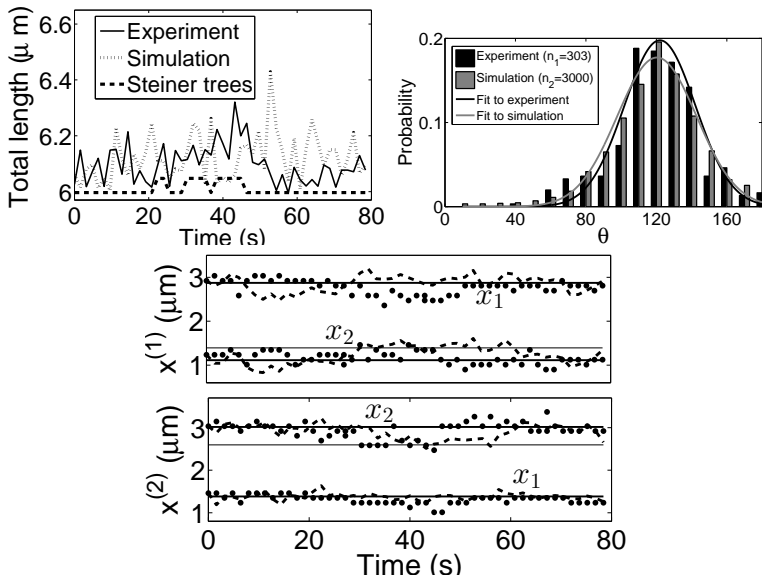 Total length (μ m)
6.6
6.4
6.2
6
Experiment
Simulation
Steiner trees
0 20 40 60 80
Time (s)
Probability
0.2
0.1
0
Experiment (n1=303)
Simulation (n2=3000)
Fit to experiment
Fit to simulation
0 40 80 120 160
θ
x(1) (μm)
3
2
1
x1
x2
x(2) (μm)
3
2
1
x2
x1
0 20 40 60 80
Time (s)